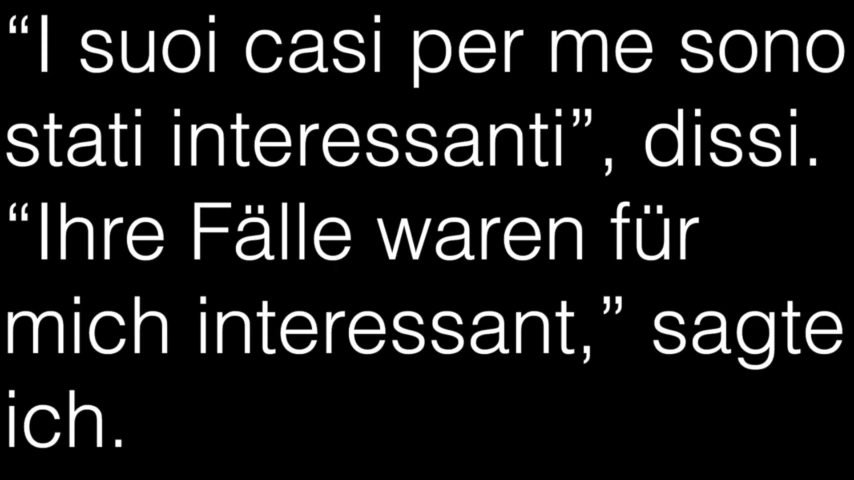 “I suoi casi per me sono
stati interessanti”, dissi.
“Ihre Fälle waren für
mich interessant,” sagte
ich.